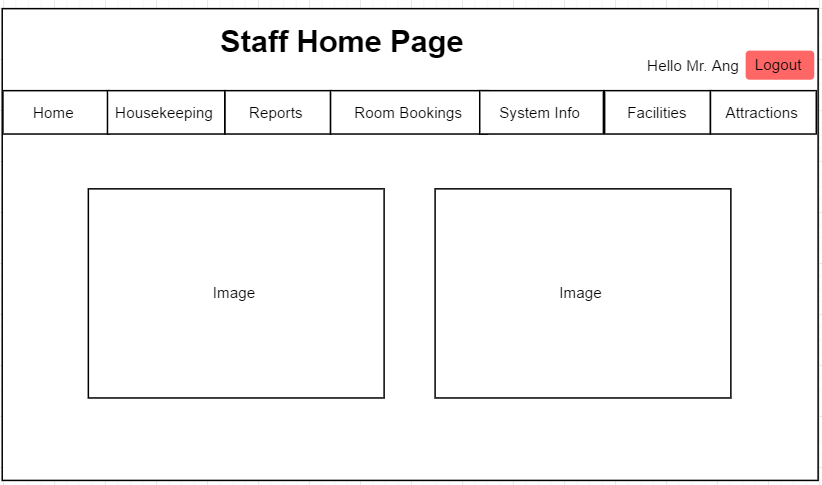 Staff Home Page
Hello Mr. Ang Logout
Home Housekeeping Reports Room Bookings System Info Facilities Attractions
Image Image